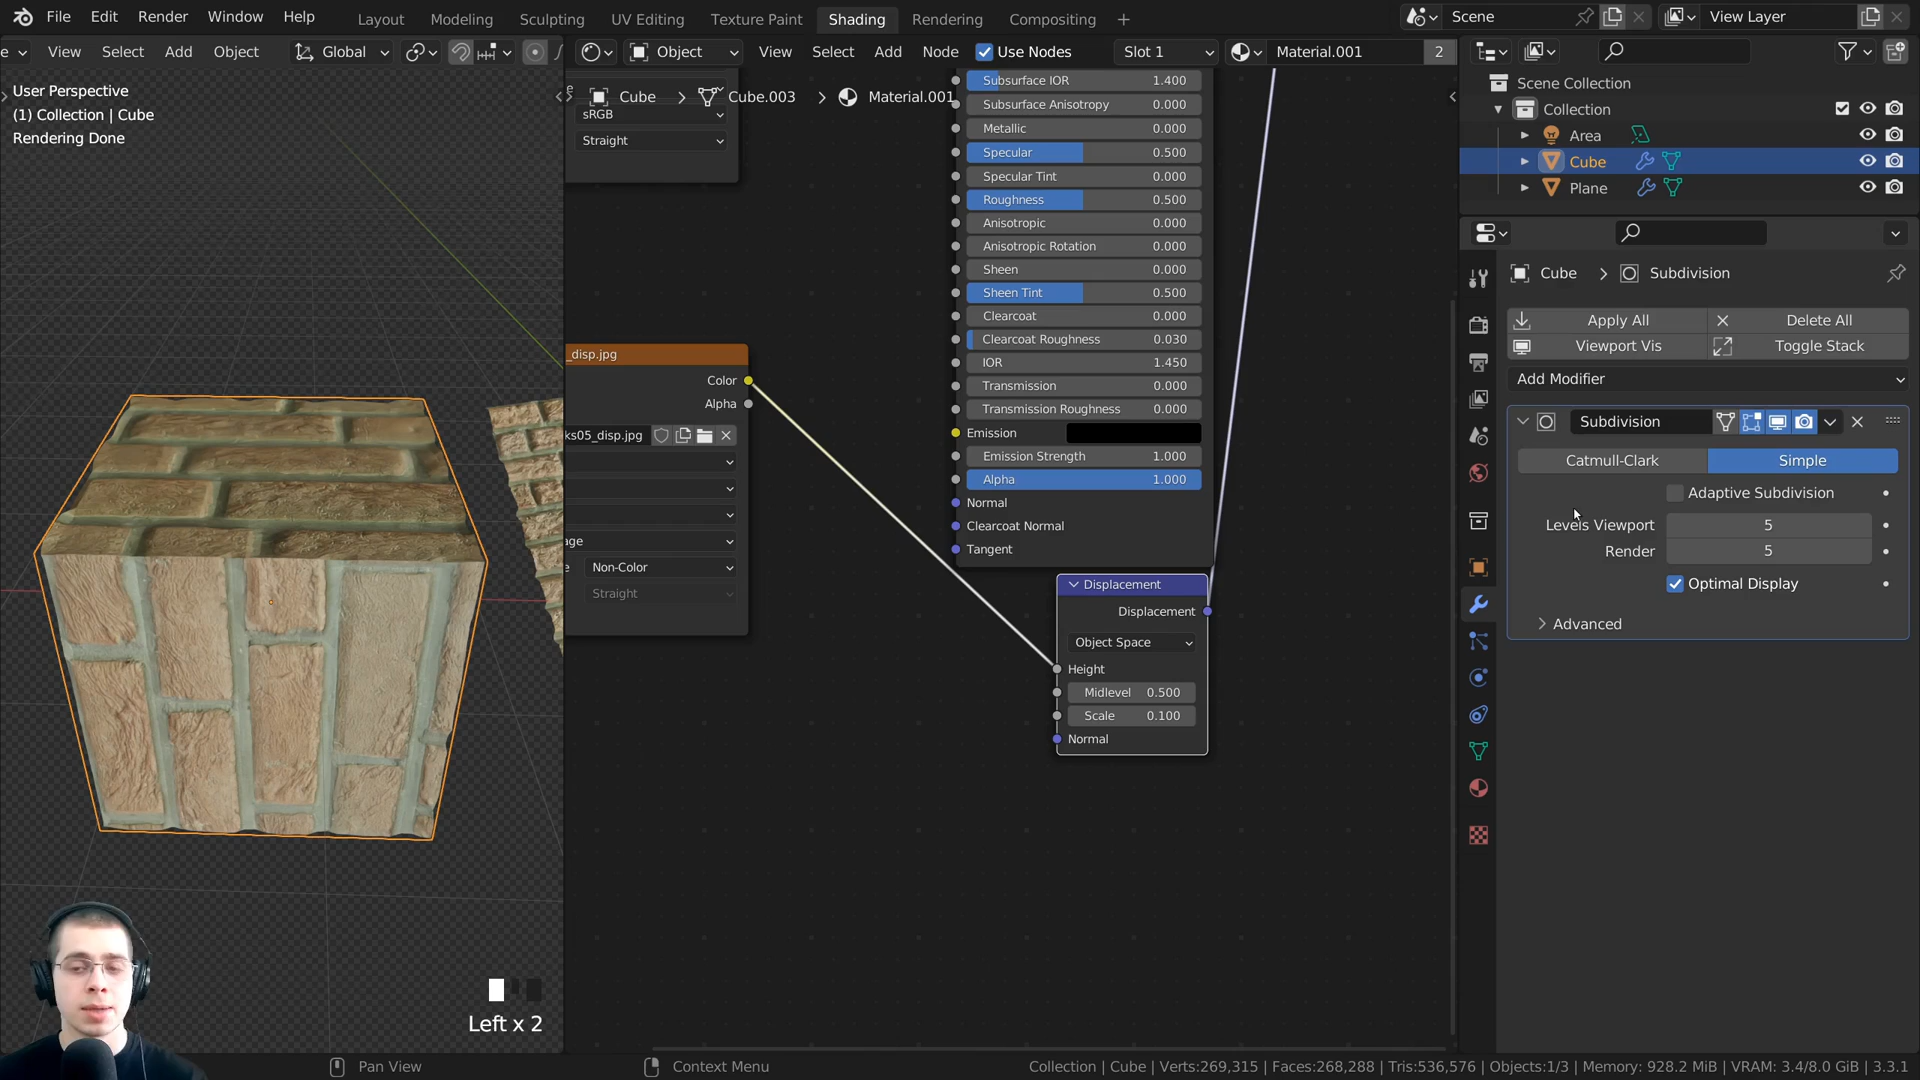 File Edit Render Window Help Layout Modeling Sculpting UV Editing Texture Paint Shading Rendering Compositing + Scene View Layer
View Select Add Object Global Object View Select Add Node Use Nodes Slot 1 Material.001 2
User Perspective
(1) Collection | Cube
Rendering Done
Cube > Cube.003 > Material.001
sRGB
Straight
_disp.jpg
Color
Alpha
ks05_disp.jpg
age
Non-Color
Straight
Subsurface IOR 1.400
Subsurface Anisotropy 0.000
Metallic 0.000
Specular 0.500
Specular Tint 0.000
Roughness 0.500
Anisotropic 0.000
Anisotropic Rotation 0.000
Sheen 0.000
Sheen Tint 0.500
Clearcoat 0.000
Clearcoat Roughness 0.030
IOR 1.450
Transmission 0.000
Transmission Roughness 0.000
Emission
Emission Strength 1.000
Alpha 1.000
Normal
Clearcoat Normal
Tangent
Displacement
Displacement
Object Space
Height
Midlevel 0.500
Scale 0.100
Normal
Scene Collection
Collection
Area
Cube
Plane
Cube > Subdivision
Apply All Delete All
Viewport Vis Toggle Stack
Add Modifier
Subdivision
Catmull-Clark Simple
Adaptive Subdivision
Levels Viewport 5
Render 5
Optimal Display
Advanced
Left x 2
Pan View Context Menu Collection | Cube | Verts:269,315 | Faces:268,288 | Tris:536,576 | Objects:1/3 | Memory: 928.2 MiB | VRAM: 3.4/8.0 GiB | 3.3.1